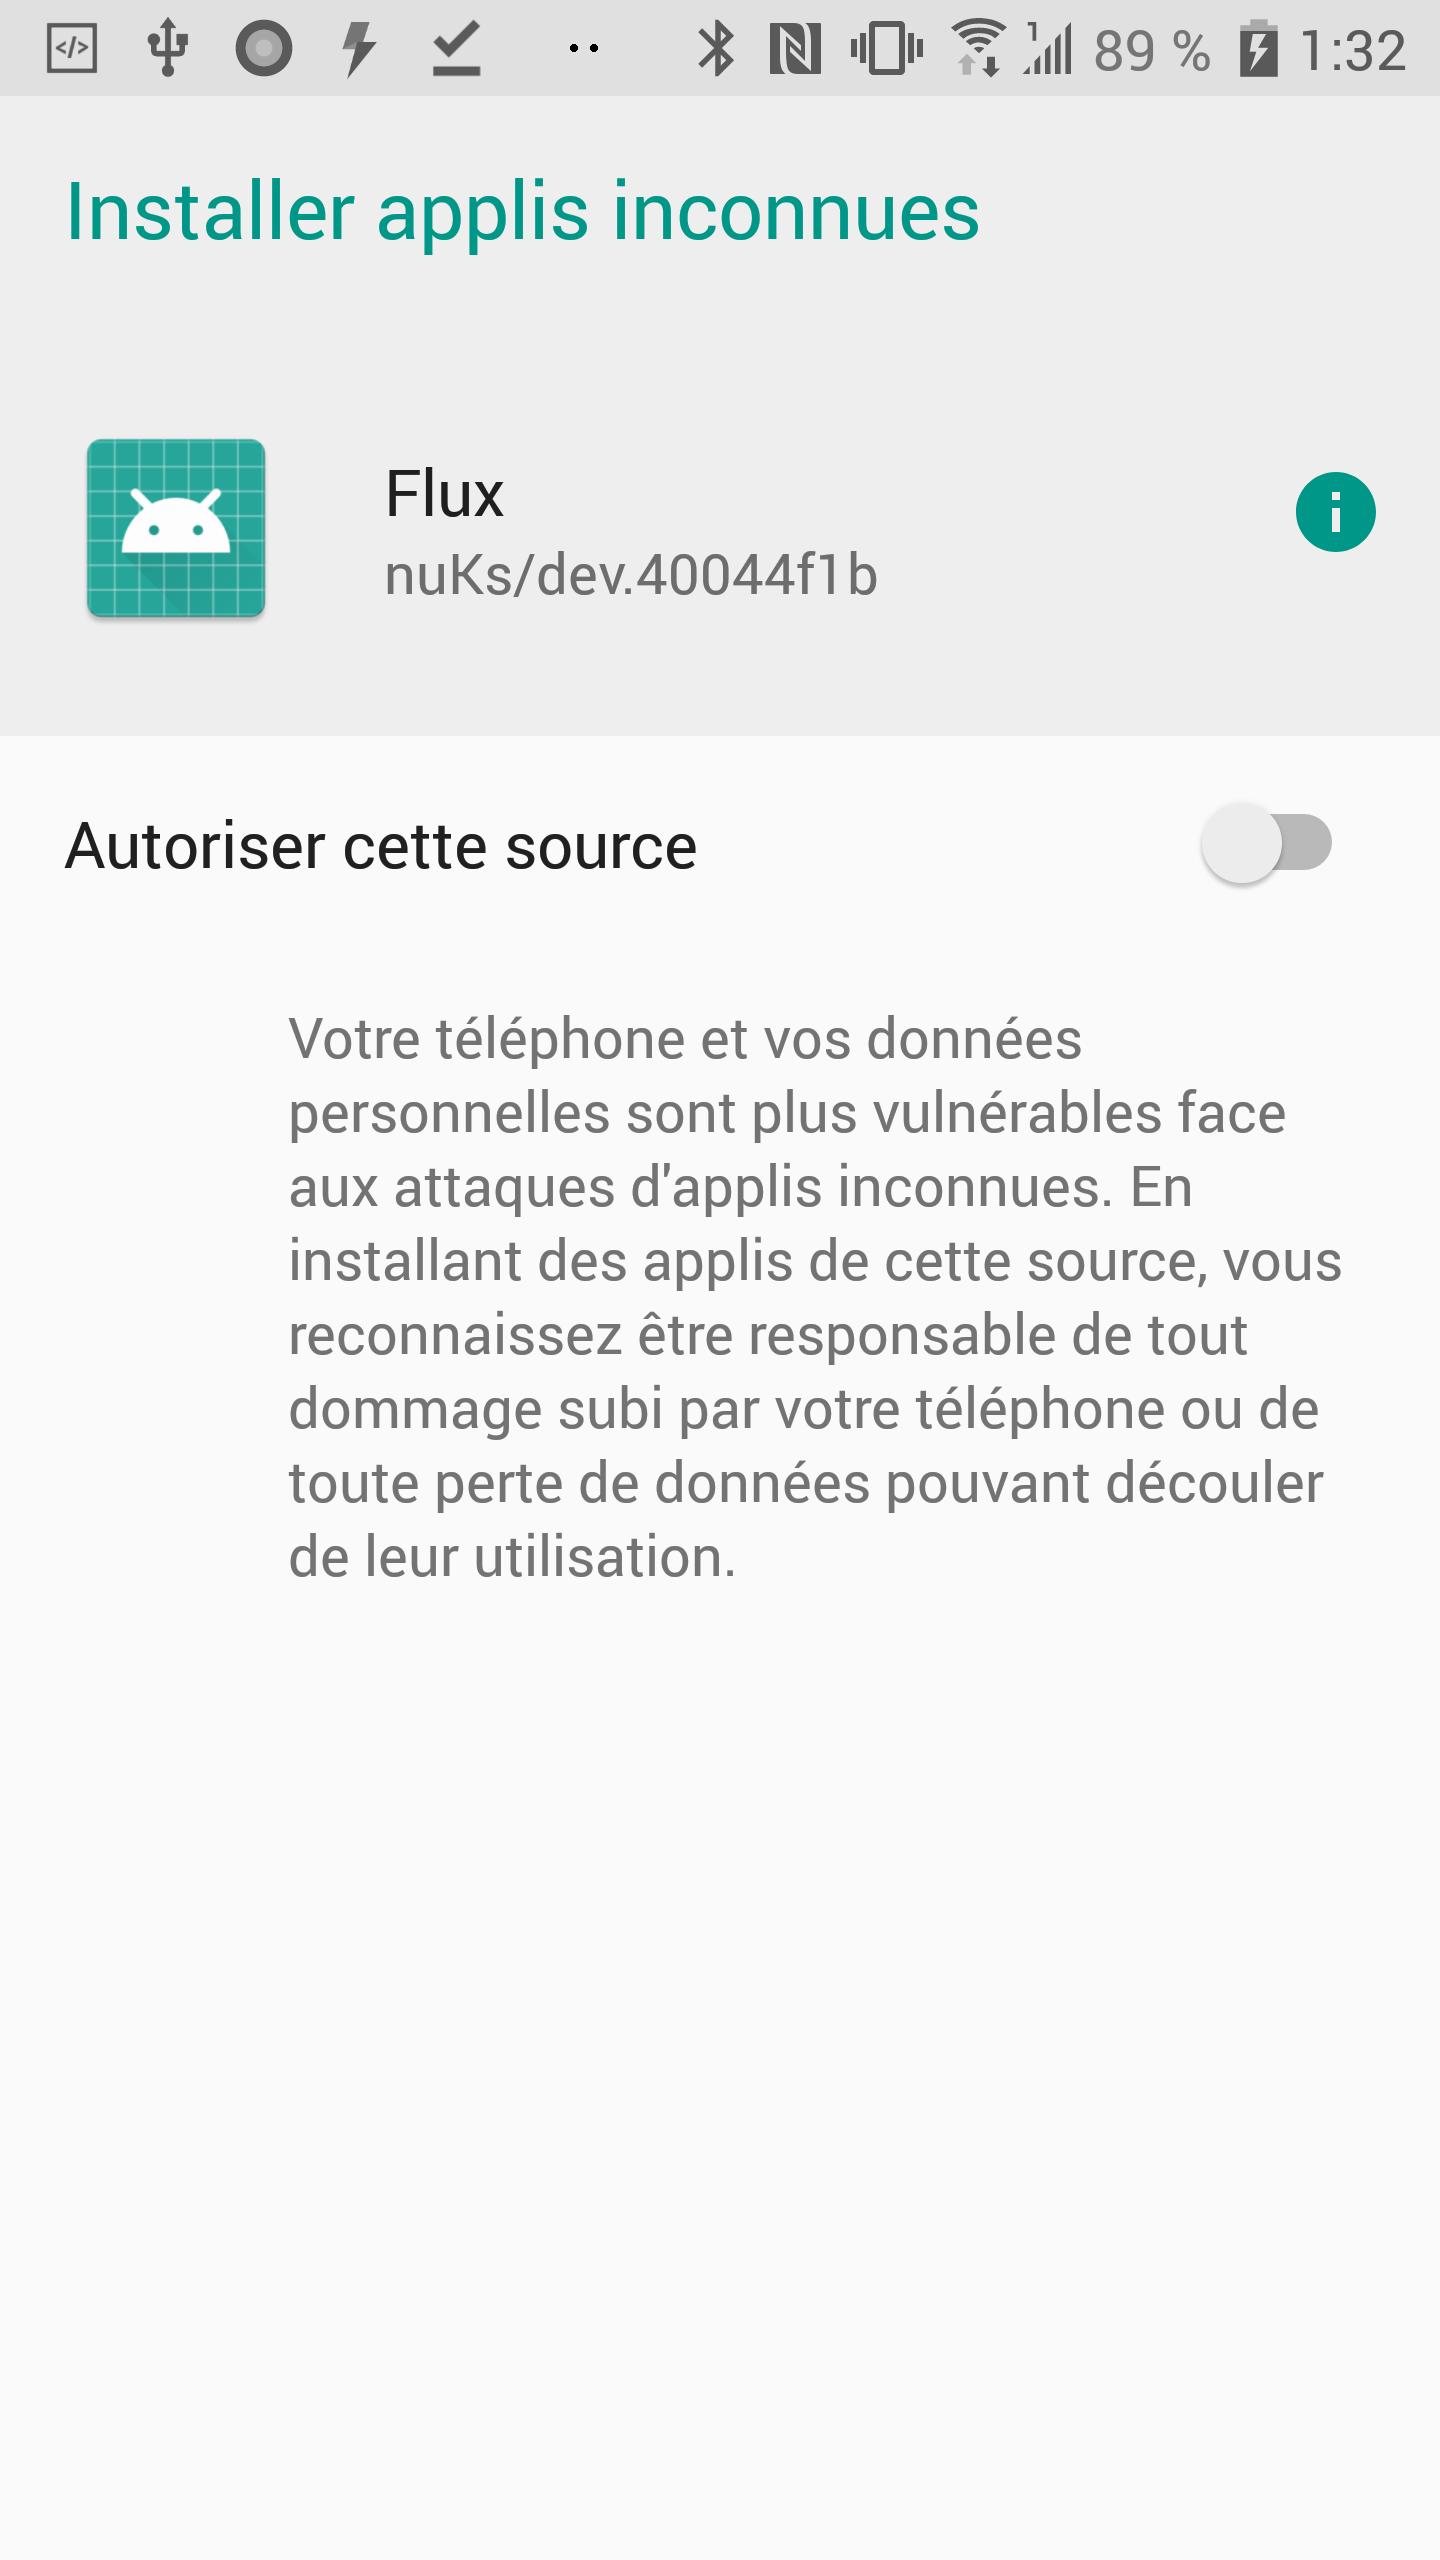 89 % 1:32
Installer applis inconnues
Flux
nuKs/dev.40044f1b
Autoriser cette source
Votre téléphone et vos données
personnelles sont plus vulnérables face
aux attaques d'applis inconnues. En
installant des applis de cette source, vous
reconnaissez être responsable de tout
dommage subi par votre téléphone ou de
toute perte de données pouvant découler
de leur utilisation.